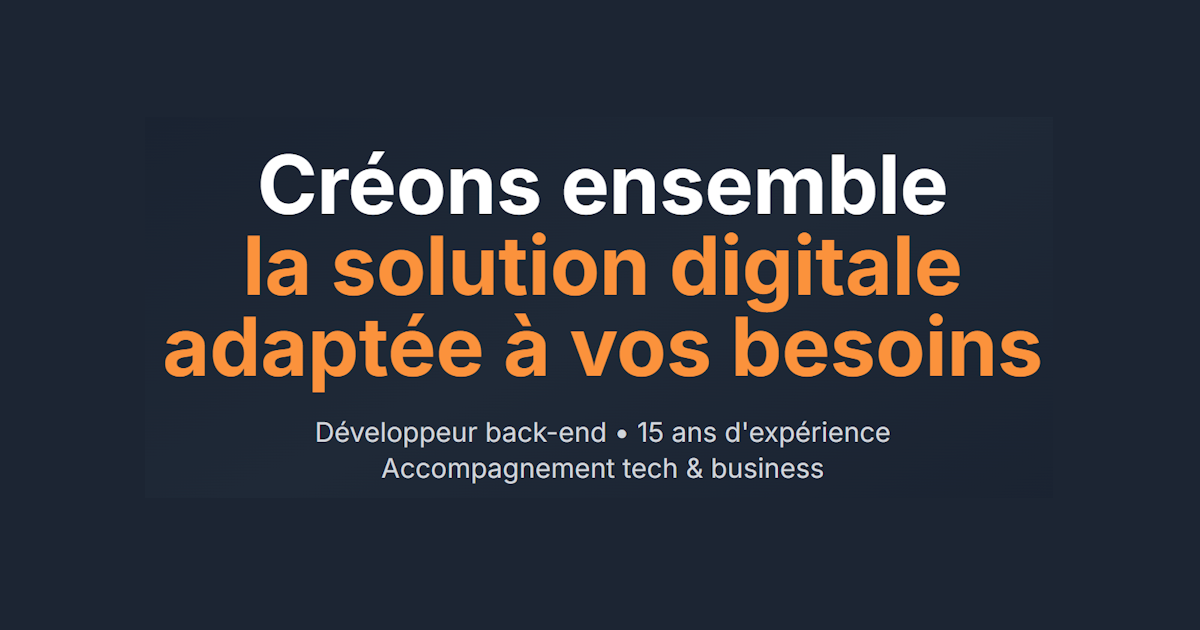 Créons ensemble
la solution digitale
adaptée à vos besoins
Développeur back-end • 15 ans d'expérience
Accompagnement tech & business